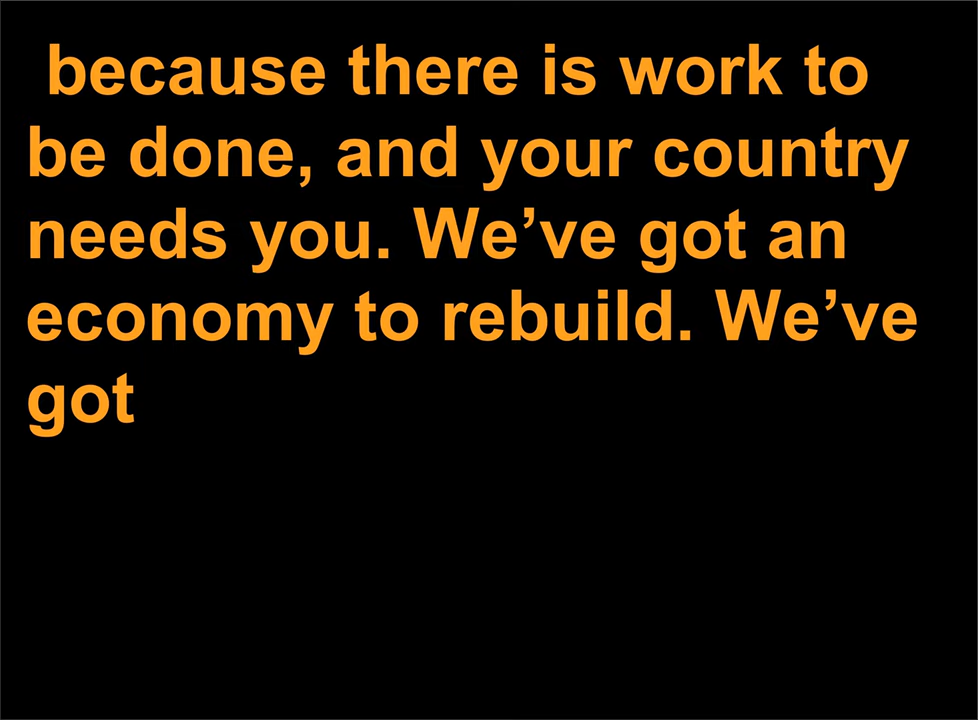 because there is work to
be done, and your country
needs you. We’ve got an
economy to rebuild. We’ve
got